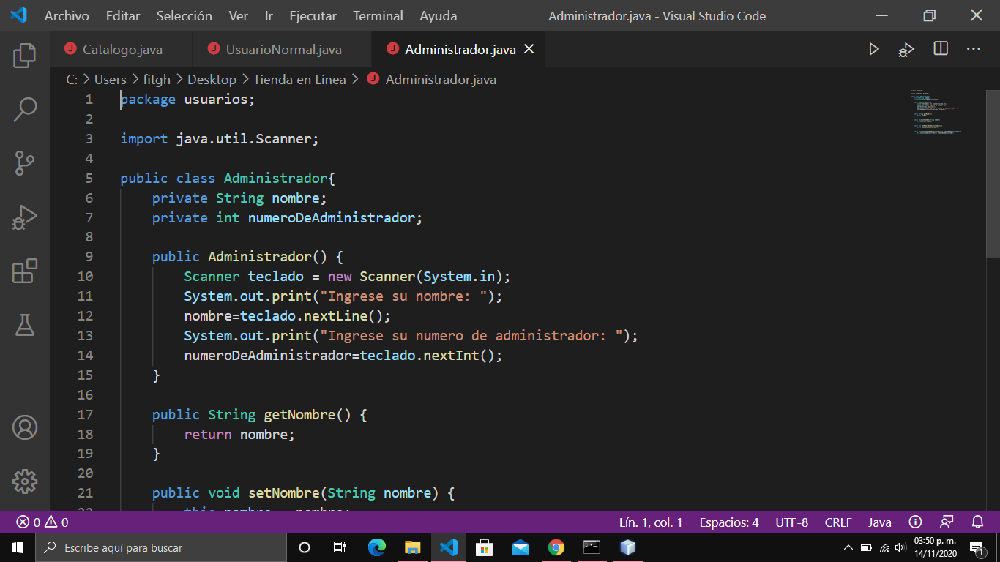 Archivo Editar Selección Ver Ir Ejecutar Terminal Ayuda Administrador.java - Visual Studio Code
Catalogo.java UsuarioNormal.java Administrador.java
C: > Users > fitgh > Desktop > Tienda en Linea > Administrador.java
1 package usuarios;
2
3 import java.util.Scanner;
4
5 public class Administrador{
6 private String nombre;
7 private int numeroDeAdministrador;
8
9 public Administrador() {
10 Scanner teclado = new Scanner(System.in);
11 System.out.print("Ingrese su nombre: ");
12 nombre=teclado.nextLine();
13 System.out.print("Ingrese su numero de administrador: ");
14 numeroDeAdministrador=teclado.nextInt();
15 }
16
17 public String getNombre() {
18 return nombre;
19 }
20
21 public void setNombre(String nombre) {
22 this.nombre = nombre;
0 0 Lín. 1, col. 1 Espacios: 4 UTF-8 CRLF Java
Escribe aquí para buscar
03:50 p. m.
14/11/2020
1